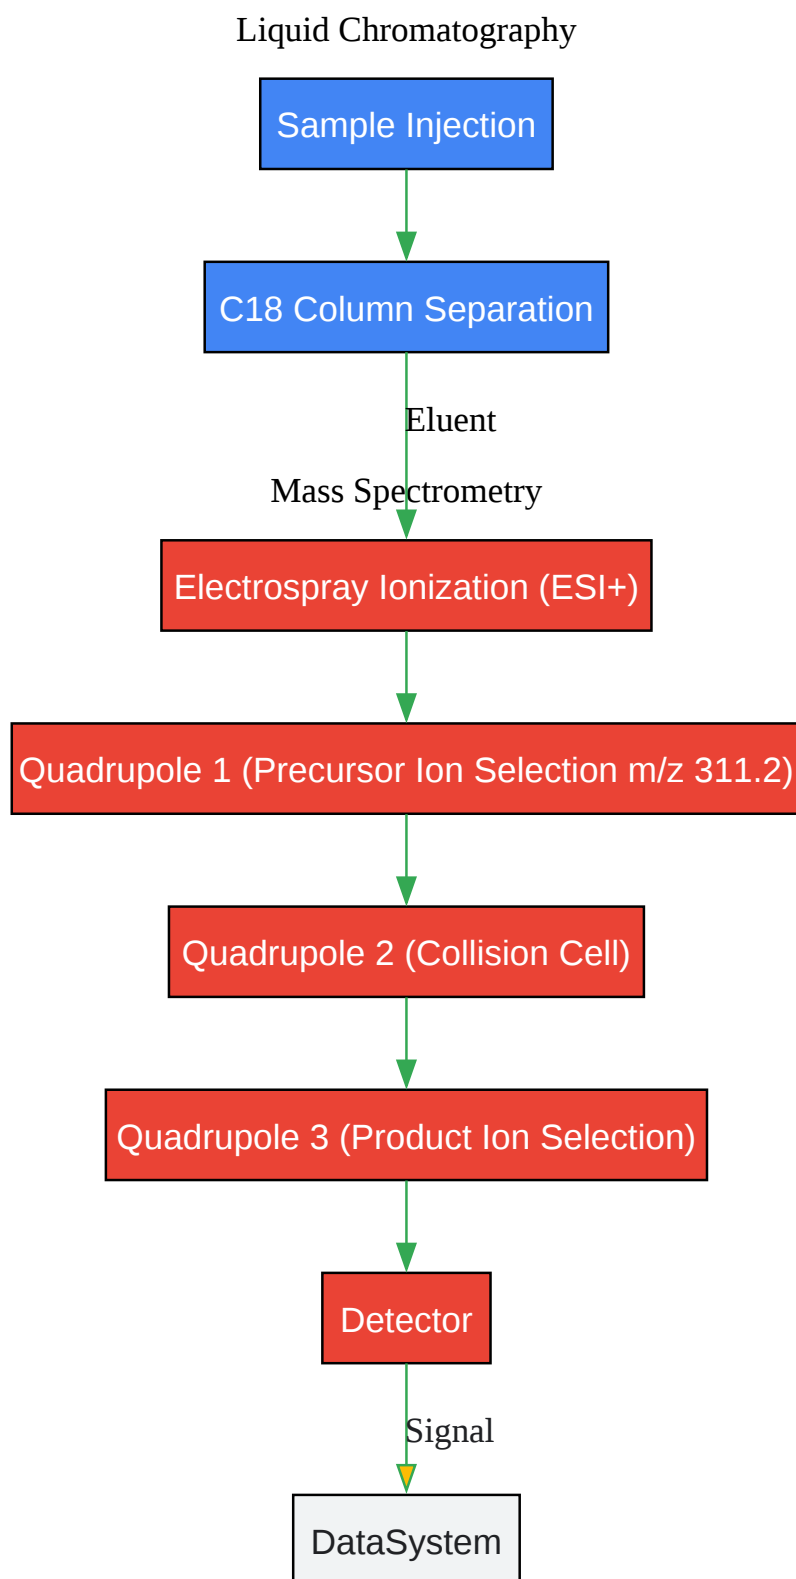 Liquid Chromatography
Sample Injection
C18 Column Separation
Eluent
Mass Spectrometry
Electrospray Ionization (ESI+)
Quadrupole 1 (Precursor Ion Selection m/z 311.2)
Quadrupole 2 (Collision Cell)
Quadrupole 3 (Product Ion Selection)
Detector
Signal
DataSystem